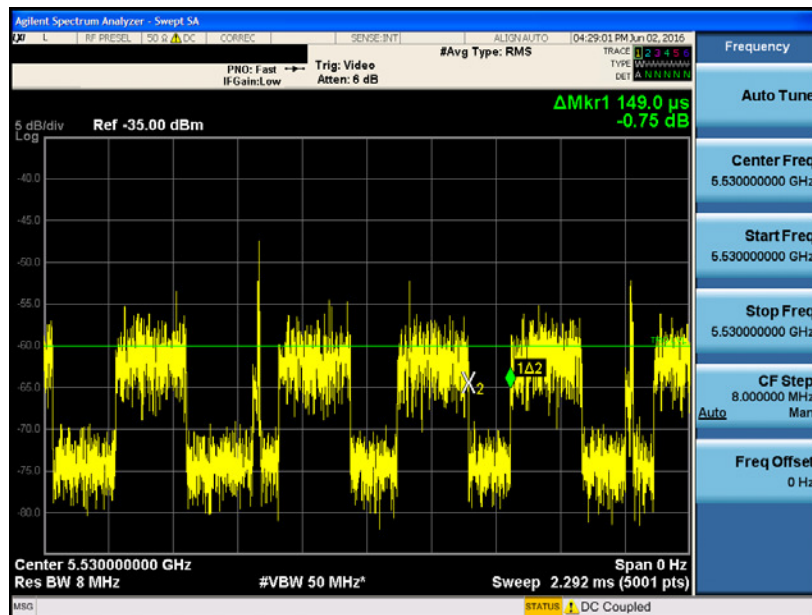 Agilent Spectrum Analyzer - Swept SA
LXI L RF PRESEL 50 Ω DC CORREC SENSE:INT ALIGN AUTO 04:29:01 PM Jun 02, 2016
#Avg Type: RMS
TRACE 1 2 3 4 5 6
PNO: Fast Trig: Video
TYPE
IFGain:Low Atten: 6 dB
DET A N N N N N
ΔMkr1 149.0 µs
-0.75 dB
5 dB/div Ref -35.00 dBm
Log
-40.0
-45.0
-50.0
-55.0
-60.0
-65.0
-70.0
-75.0
-80.0
X2
1Δ2
Center 5.530000000 GHz Span 0 Hz
Res BW 8 MHz #VBW 50 MHz* Sweep 2.292 ms (5001 pts)
MSG STATUS DC Coupled
Frequency
Auto Tune
Center Freq
5.530000000 GHz
Start Freq
5.530000000 GHz
Stop Freq
5.530000000 GHz
CF Step
8.000000 MHz
Auto Man
Freq Offset
0 Hz